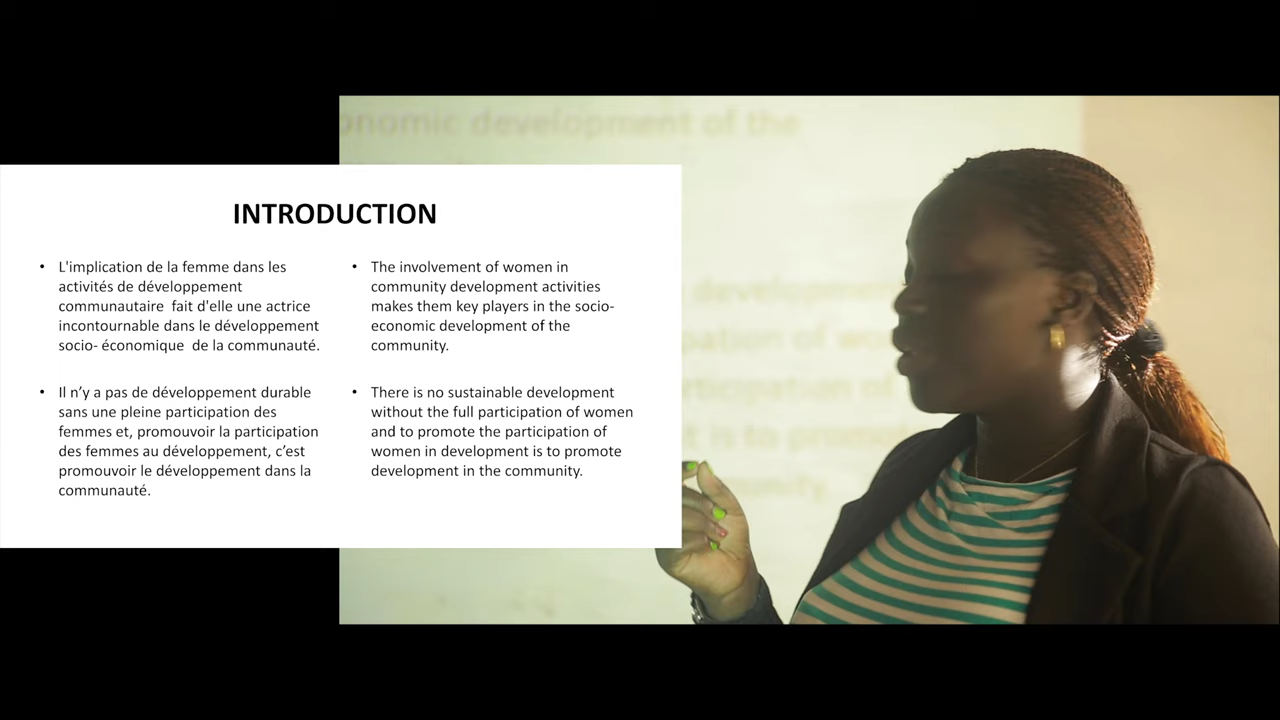 INTRODUCTION
• L'implication de la femme dans les
activités de développement
communautaire  fait d'elle une actrice
incontournable dans le développement
socio- économique  de la communauté.
• Il n’y a pas de développement durable
sans une pleine participation des
femmes et, promouvoir la participation
des femmes au développement, c’est
promouvoir le développement dans la
communauté.
• The involvement of women in
community development activities
makes them key players in the socio-
economic development of the
community.
• There is no sustainable development
without the full participation of women
and to promote the participation of
women in development is to promote
development in the community.
onomic development of the
development
pation of wo
articipation of
t is to promot
mmunity.